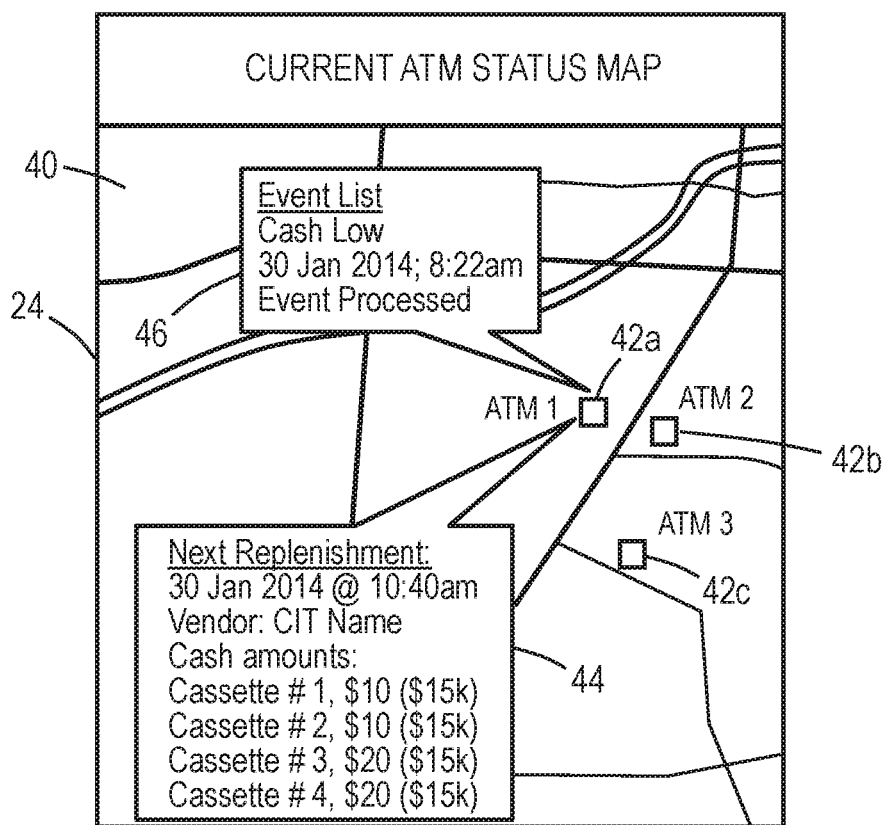 CURRENT ATM STATUS MAP
40
Event List
Cash Low
30 Jan 2014; 8:22am
Event Processed
24
46
42a
ATM 1
ATM 2
42b
ATM 3
42c
Next Replenishment:
30 Jan 2014 @ 10:40am
Vendor: CIT Name
Cash amounts:
Cassette # 1, $10 ($15k)
Cassette # 2, $10 ($15k)
Cassette # 3, $20 ($15k)
Cassette # 4, $20 ($15k)
44